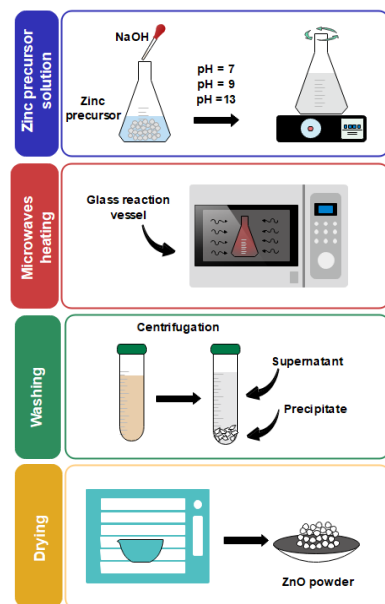 Zinc precursor
solution
NaOH
Zinc
precursor
pH = 7
pH = 9
pH =13
Microwaves
heating
Glass reaction
vessel
Washing
Centrifugation
Supernatant
Precipitate
Drying
ZnO powder